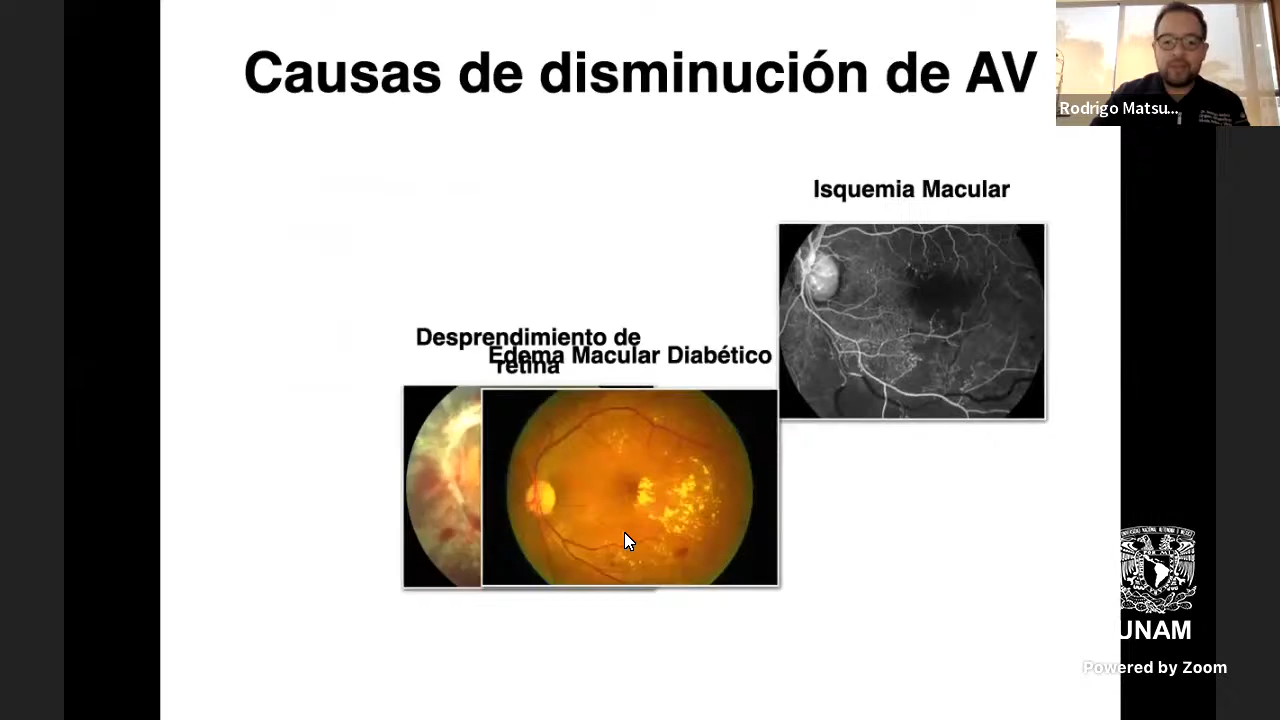 Causas de disminución de AV
Rodrigo Matsu...
Isquemia Macular
Desprendimiento de
retina
Edema Macular Diabético
UNAM
Powered by Zoom